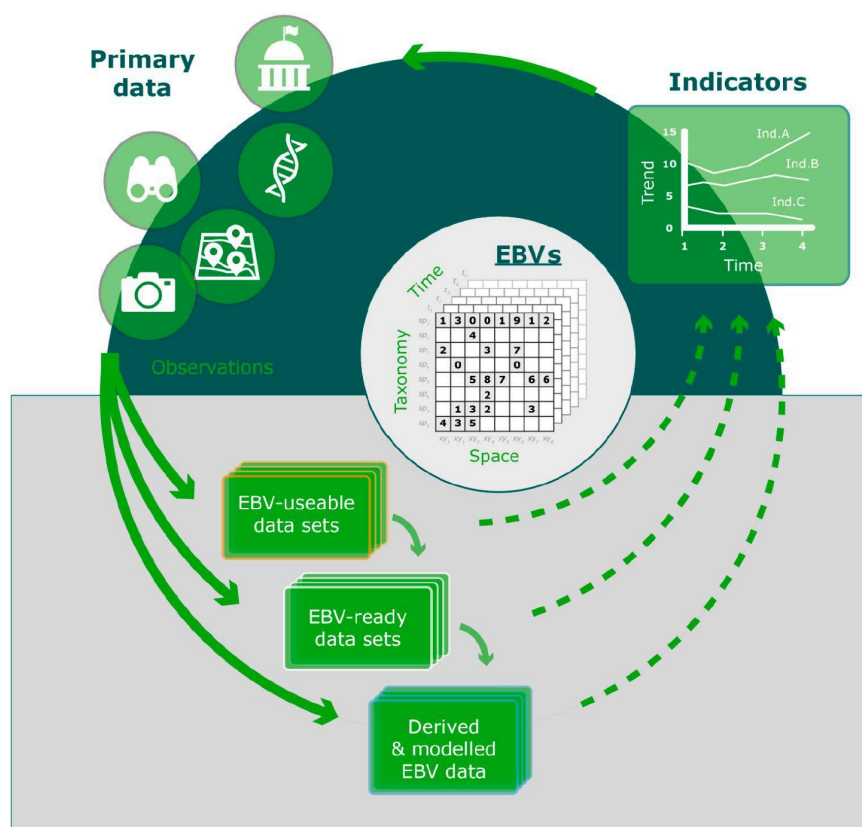 Primary
data
Indicators
15
10
5
0
Trend
Ind.A
Ind.B
Ind.C
1 2 3 4
Time
EBVs
Time
Taxonomy
1 3 0 0 1 9 1 2
4
2 3 7
0 0
5 8 7 6 6
2
1 3 2 3
4 3 5
Space
Observations
EBV-useable
data sets
EBV-ready
data sets
Derived
& modelled
EBV data